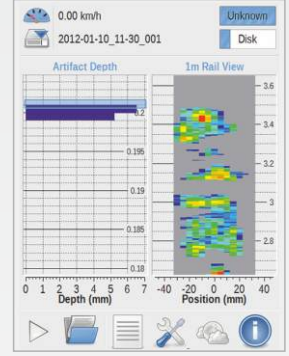 0.00 km/h
Unknown
2012-01-10_11-30_001
Disk
Artifact Depth
1m Rail View
0.2
0.195
0.19
0.185
0.18
3.6
3.4
3.2
3
2.8
0 1 2 3 4 5 6 7
-40 -20 0 20 40
Depth (mm)
Position (mm)